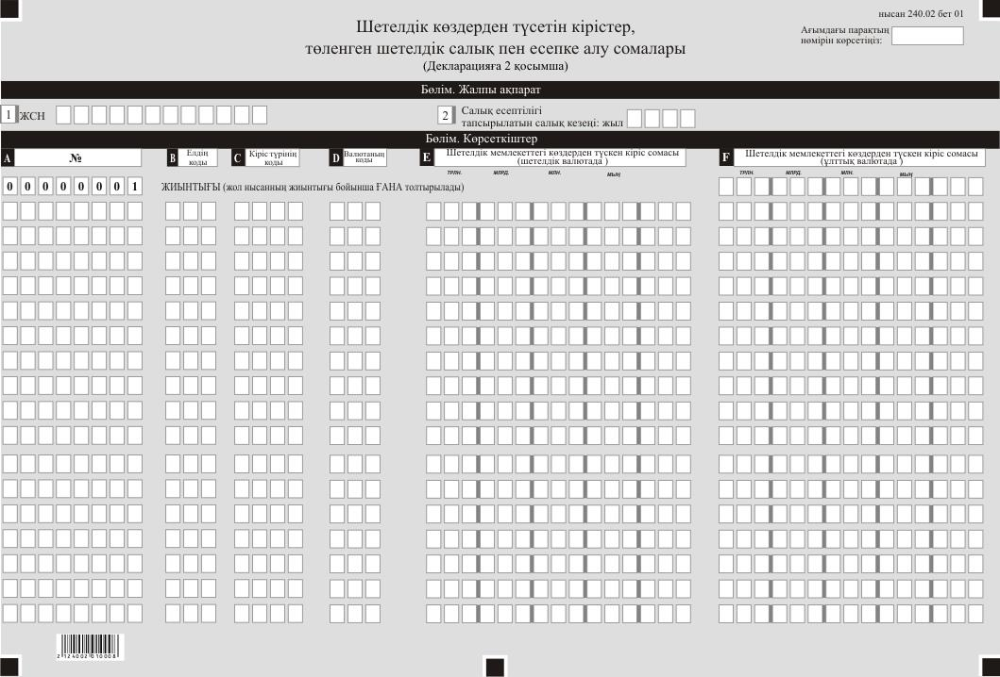 нысан 240.02 бет 01
Шетелдік көздерден түсетін кірістер,
төленген шетелдік салық пен есепке алу сомалары
(Декларацияға 2 қосымша)
Ағымдағы парақтың
нөмірін көрсетіңіз:
Бөлім. Жалпы ақпарат
1 ЖСН
2 Салық есептілігі
тапсырылатын салық кезеңі: жыл
Бөлім. Көрсеткіштер
A №
B Елдің
коды
C Кіріс түрінің
коды
D Валютаның
коды
E Шетелдік мемлекеттегі көздерден түскен кіріс сомасы
(шетелдік валютада )
F Шетелдік мемлекеттегі көздерден түскен кіріс сомасы
(ұлттық валютада )
ТРЛН. МЛРД. МЛН. МЫҢ
ТРЛН. МЛРД. МЛН. МЫҢ
0 0 0 0 0 0 0 1 ЖИЫНТЫҒЫ (жол нысанның жиынтығы бойынша ҒАНА толтырылады)
2 124002 010008